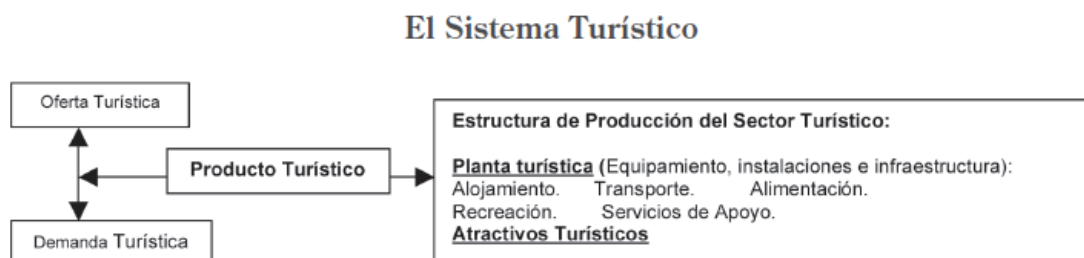 El Sistema Turístico
Oferta Turística
Producto Turístico
Demanda Turística
Estructura de Producción del Sector Turístico:
Planta turística (Equipamiento, instalaciones e infraestructura):
Alojamiento. Transporte. Alimentación.
Recreación. Servicios de Apoyo.
Atractivos Turísticos